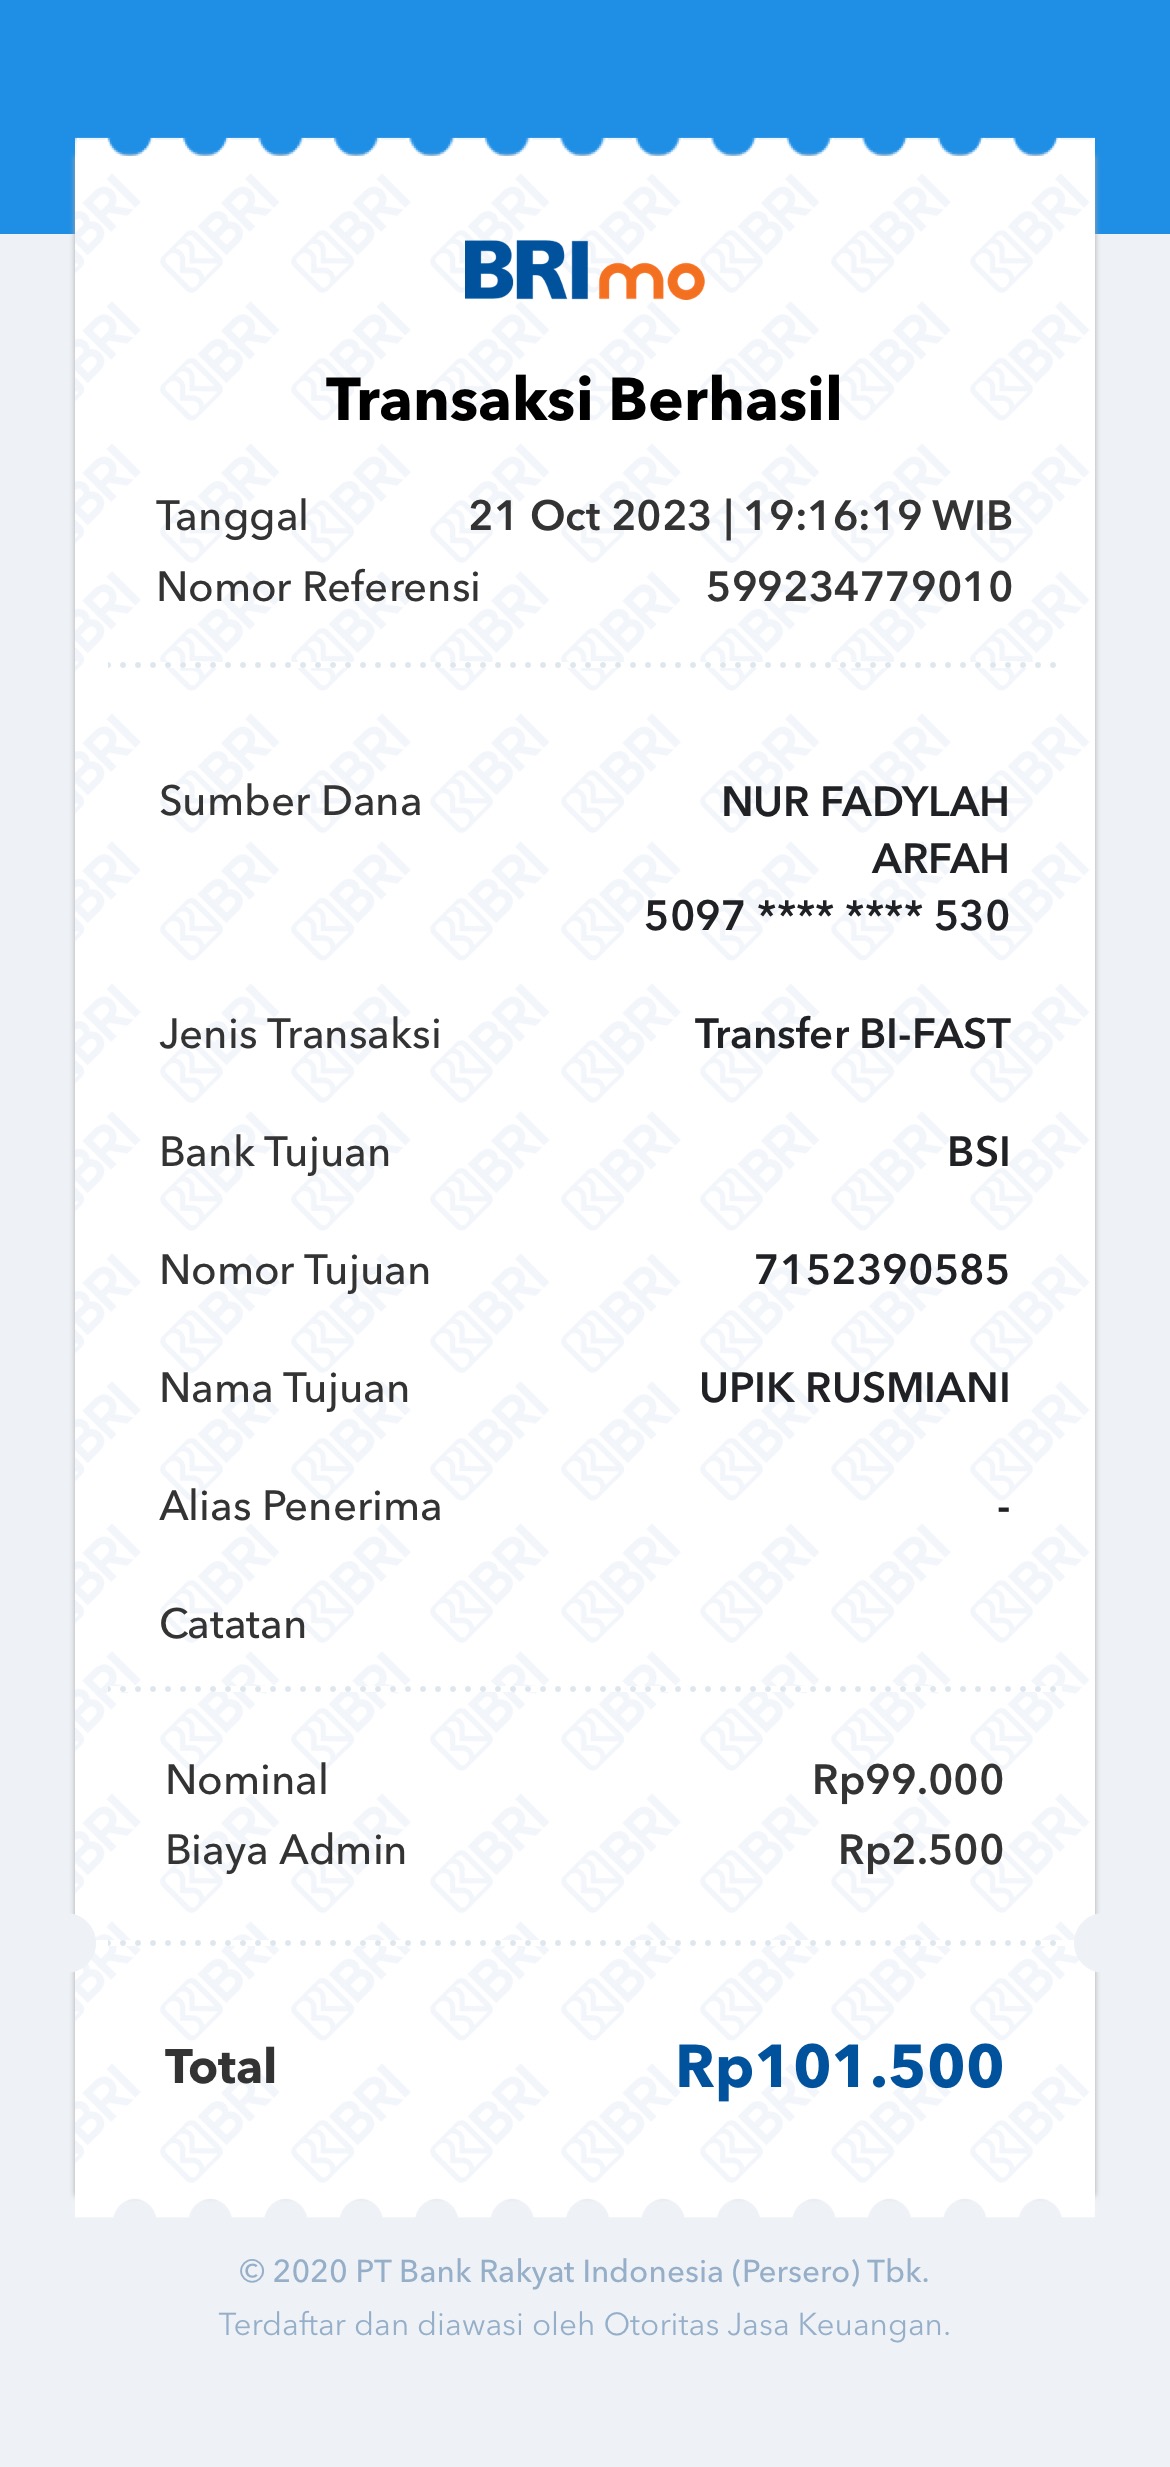 BRImo
Transaksi Berhasil
Tanggal 21 Oct 2023 | 19:16:19 WIB
Nomor Referensi 599234779010
Sumber Dana NUR FADYLAH
ARFAH
5097 **** **** 530
Jenis Transaksi Transfer BI-FAST
Bank Tujuan BSI
Nomor Tujuan 7152390585
Nama Tujuan UPIK RUSMIANI
Alias Penerima -
Catatan
Nominal Rp99.000
Biaya Admin Rp2.500
Total Rp101.500
© 2020 PT Bank Rakyat Indonesia (Persero) Tbk.
Terdaftar dan diawasi oleh Otoritas Jasa Keuangan.